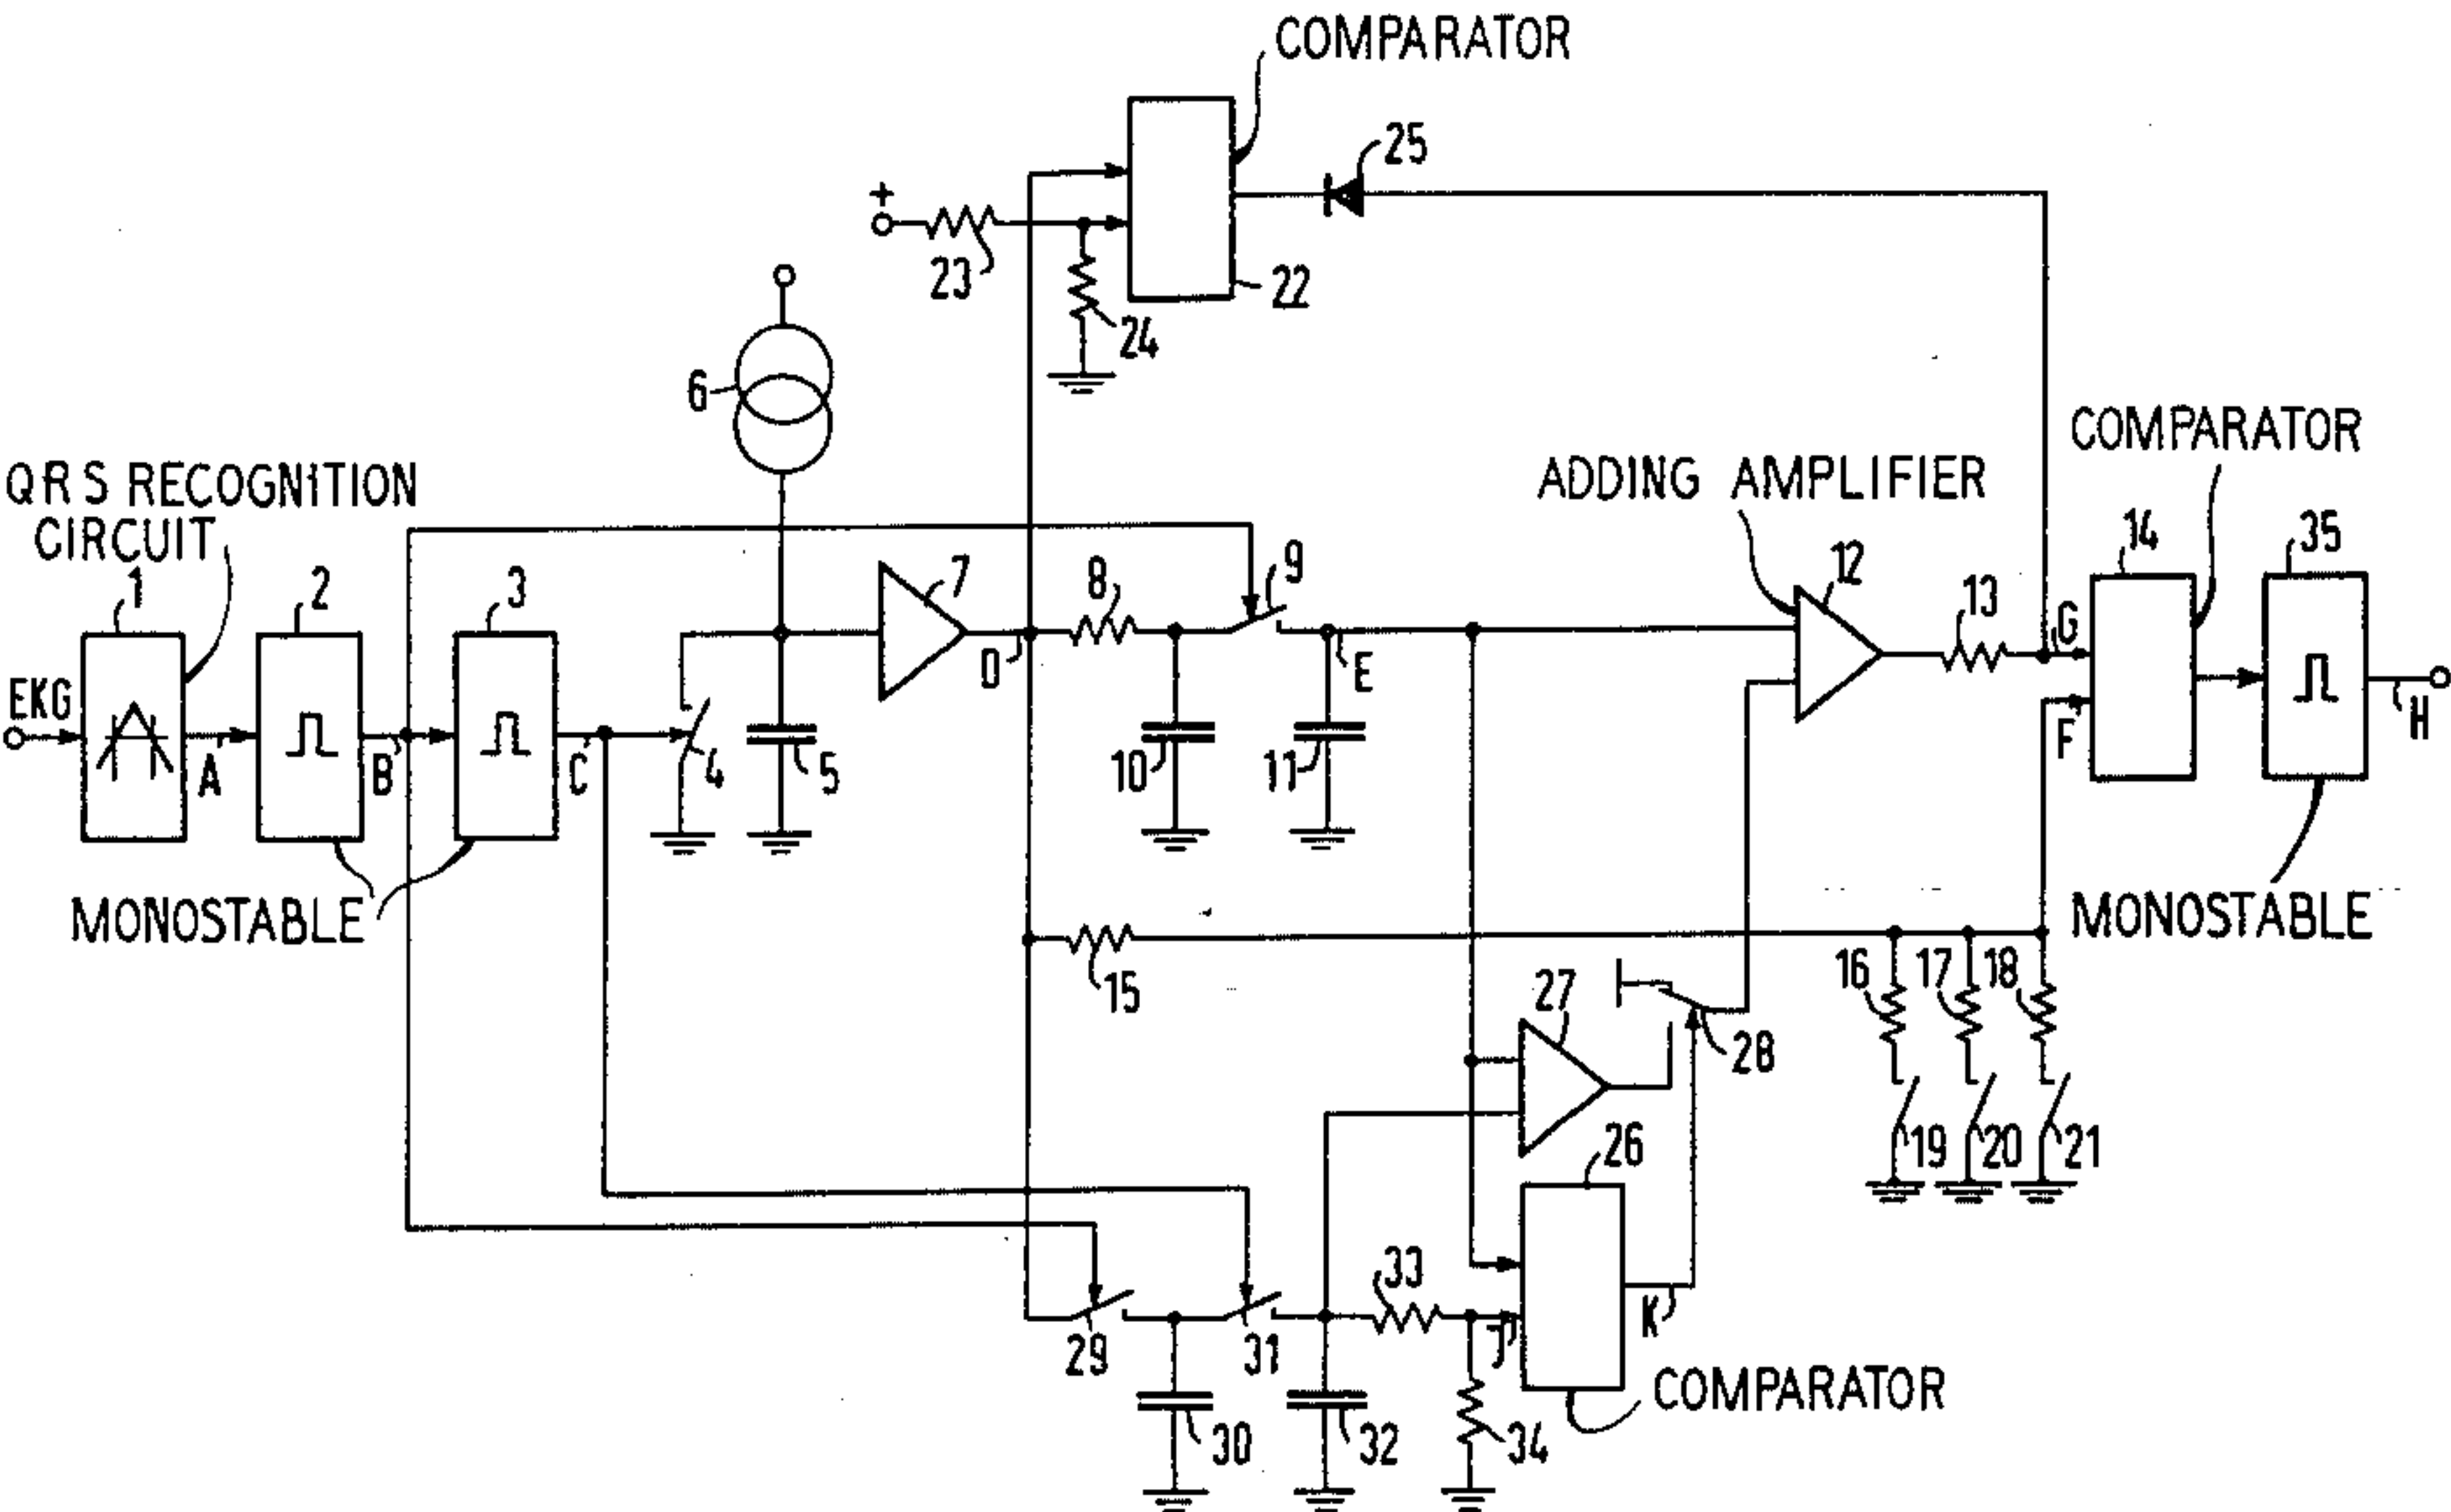 COMPARATOR
25
+
23
22
24
6
COMPARATOR
ADDING AMPLIFIER
QRS RECOGNITION
CIRCUIT
1
2
3
7
8
9
12
13
14
35
EKG
A
B
C
4
5
D
10
11
E
G
F
H
MONOSTABLE
MONOSTABLE
15
16
17
18
27
28
19
20
21
26
33
29
31
J
K
30
32
34
COMPARATOR